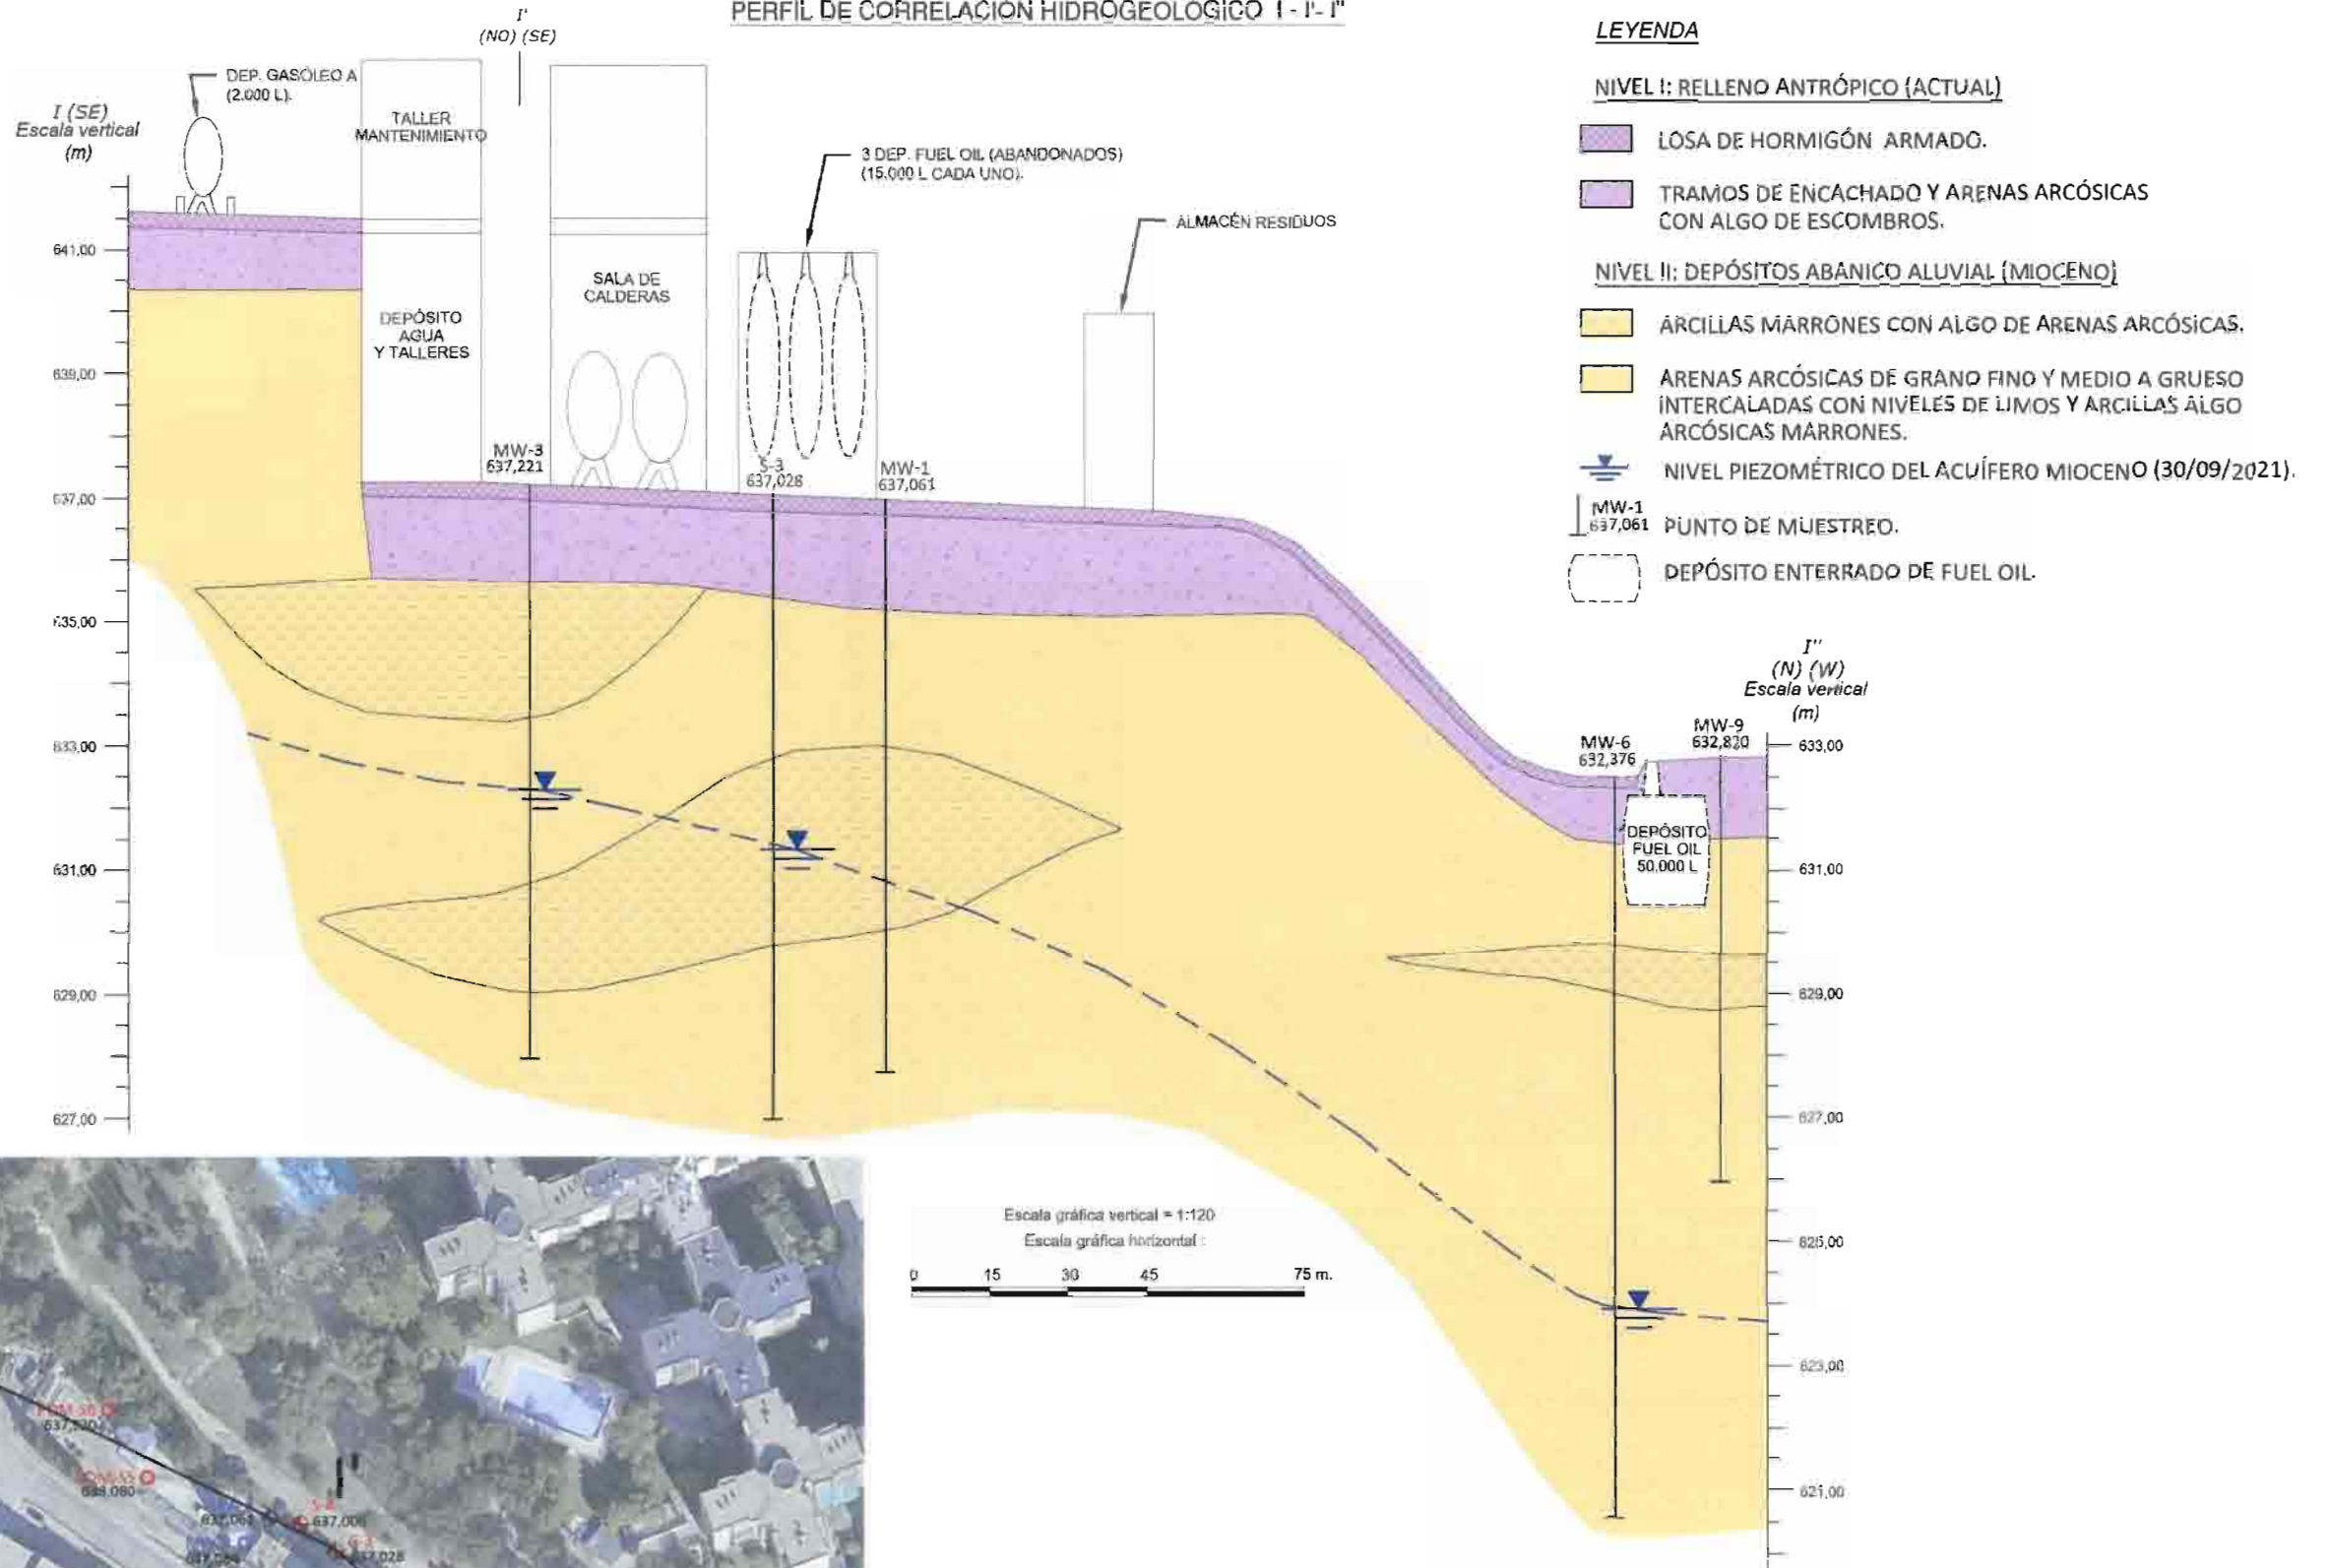 PERFIL DE CORRELACIÓN HIDROGEOLÓGICO I - I'- I"
I'
(NO) (SE)
I (SE)
Escala vertical
(m)
DEP. GASÓLEO A
(2.000 L).
TALLER
MANTENIMIENTO
3 DEP. FUEL OIL (ABANDONADOS)
(15.000 L CADA UNO).
ALMACÉN RESIDUOS
SALA DE
CALDERAS
DEPÓSITO
AGUA
Y TALLERES
MW-3
637,221
S-3
637,028
MW-1
637,061
641,00
639,00
637,00
635,00
633,00
631,00
629,00
627,00
LEYENDA
NIVEL I: RELLENO ANTRÓPICO (ACTUAL)
LOSA DE HORMIGÓN ARMADO.
TRAMOS DE ENCACHADO Y ARENAS ARCÓSICAS
CON ALGO DE ESCOMBROS.
NIVEL II: DEPÓSITOS ABANICO ALUVIAL (MIOCENO)
ARCILLAS MARRONES CON ALGO DE ARENAS ARCÓSICAS.
ARENAS ARCÓSICAS DE GRANO FINO Y MEDIO A GRUESO
INTERCALADAS CON NIVELES DE LIMOS Y ARCILLAS ALGO
ARCÓSICAS MARRONES.
NIVEL PIEZOMÉTRICO DEL ACUÍFERO MIOCENO (30/09/2021).
MW-1
637,061
PUNTO DE MUESTREO.
DEPÓSITO ENTERRADO DE FUEL OIL.
I''
(N) (W)
Escala vertical
(m)
MW-6
632,376
MW-9
632,820
DEPÓSITO
FUEL OIL
50.000 L
633,00
631,00
629,00
627,00
625,00
623,00
621,00
Escala gráfica vertical = 1:120
Escala gráfica horizontal :
0 15 30 45 75 m.
S-4
637,006